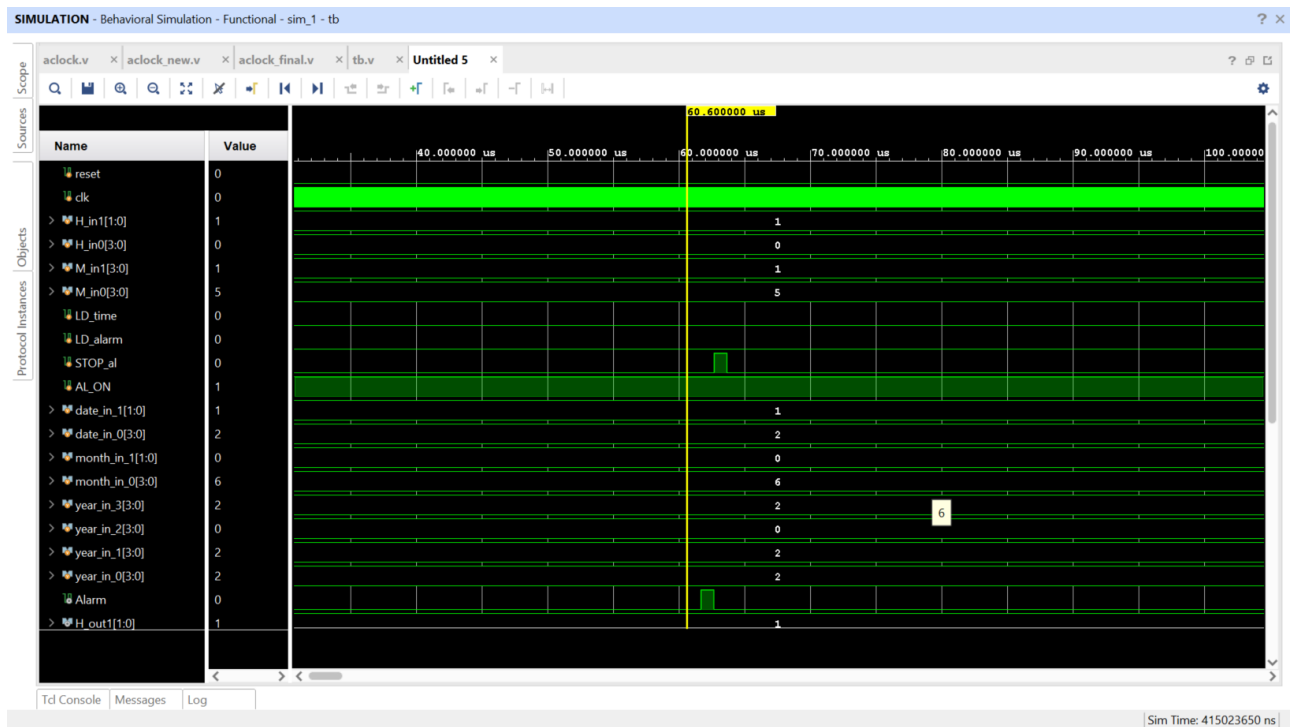 SIMULATION - Behavioral Simulation - Functional - sim_1 - tb ? ×
aclock.v × aclock_new.v × aclock_final.v × tb.v × Untitled 5 × ?
Scope
Sources
Objects
Protocol Instances
60.600000 us
Name Value
40.000000 us 50.000000 us 60.000000 us 70.000000 us 80.000000 us 90.000000 us 100.00000
reset 0
clk 0
> H_in1[1:0] 1 1
> H_in0[3:0] 0 0
> M_in1[3:0] 1 1
> M_in0[3:0] 5 5
LD_time 0
LD_alarm 0
STOP_al 0
AL_ON 1
> date_in_1[1:0] 1 1
> date_in_0[3:0] 2 2
> month_in_1[1:0] 0 0
> month_in_0[3:0] 6 6
> year_in_3[3:0] 2 2
6
> year_in_2[3:0] 0 0
> year_in_1[3:0] 2 2
> year_in_0[3:0] 2 2
Alarm 0
> H_out1[1:0] 1 1
Tcl Console Messages Log
Sim Time: 415023650 ns